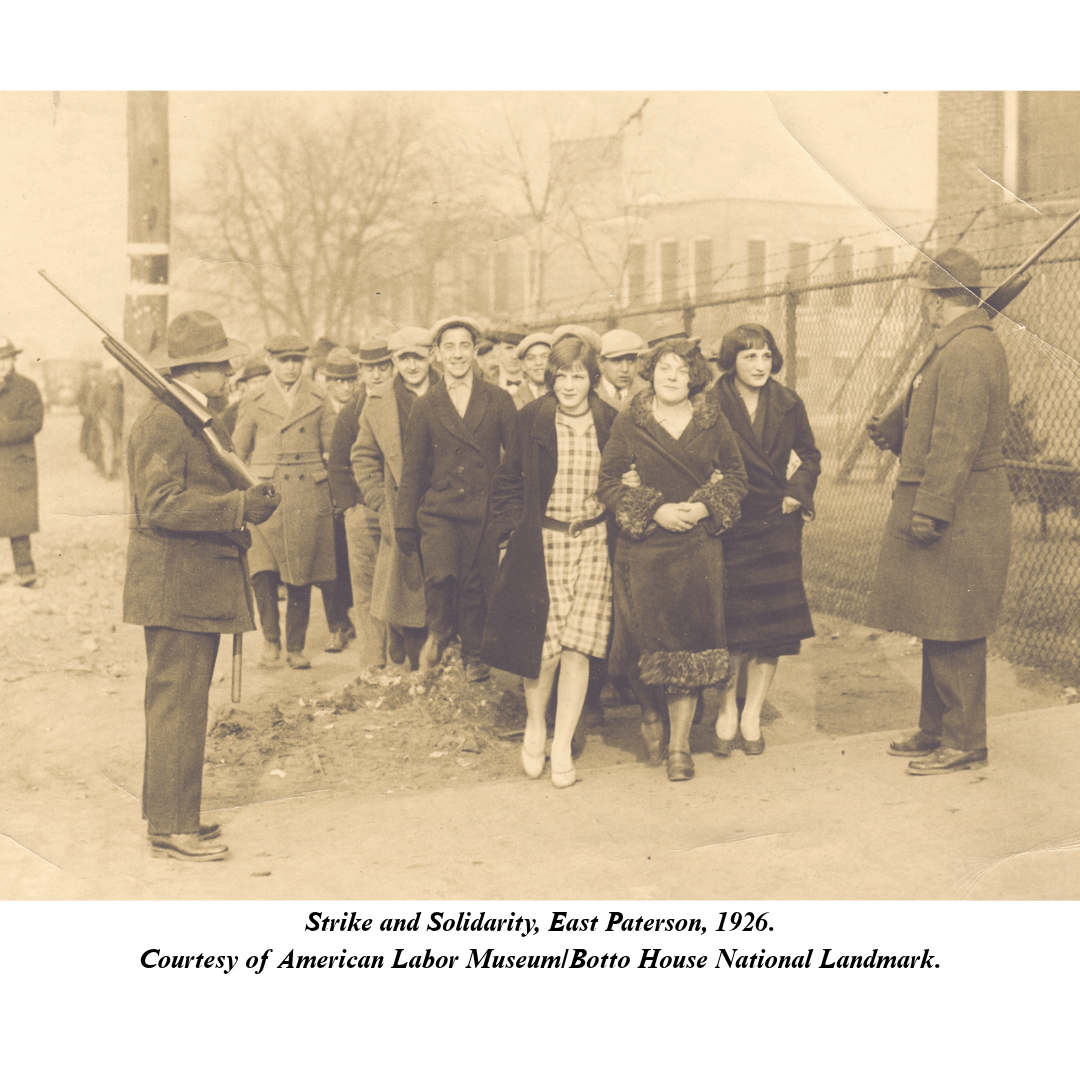 Strike and Solidarity, East Paterson, 1926.
Courtesy of American Labor Museum/Botto House National Landmark.